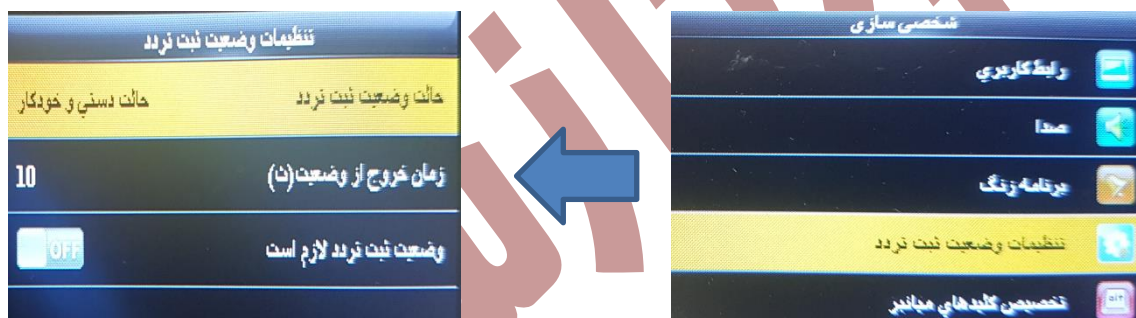 شخصی سازی
رابط کاربری
صدا
برنامه زنگ
تنظیمات وضعیت ثبت تردد
تخصیص کلیدهای میانبر
تنظیمات وضعیت ثبت تردد
حالت وضعیت ثبت تردد حالت دستي و خودکار
زمان خروج از وضعیت(ث) 10
وضعیت ثبت تردد لازم است OFF